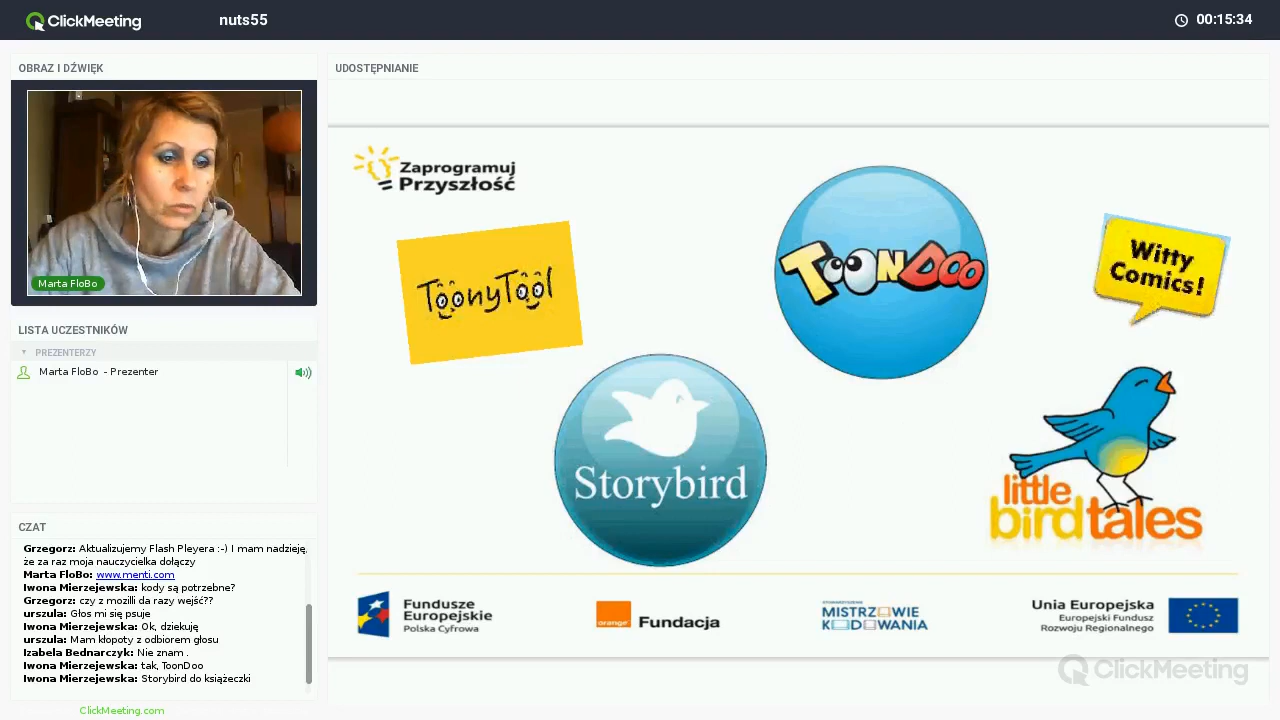 ClickMeeting
nuts55
00:15:34
OBRAZ I DŹWIĘK
Marta FloBo
LISTA UCZESTNIKÓW
PREZENTERZY
Marta FloBo - Prezenter
CZAT
Grzegorz: Aktualizujemy Flash Pleyera :-) I mam nadzieję,
że za raz moja nauczycielka dołączy
Marta FloBo: www.menti.com
Iwona Mierzejewska: kody są potrzebne?
Grzegorz: czy z mozilli da razy wejść??
urszula: Głos mi się psuje
Iwona Mierzejewska: Ok, dziekuję
urszula: Mam kłopoty z odbiorem głosu
Izabela Bednarczyk: Nie znam .
Iwona Mierzejewska: tak, ToonDoo
Iwona Mierzejewska: Storybird do książeczki
ClickMeeting.com
UDOSTĘPNIANIE
Zaprogramuj
Przyszłość
ToonyTool
TOONDOO
Witty
Comics!
Storybird
little
birdtales
Fundusze
Europejskie
Polska Cyfrowa
orange
Fundacja
STOWARZYSZENIE
MISTRZOWIE
KODOWANIA
Unia Europejska
Europejski Fundusz
Rozwoju Regionalnego
ClickMeeting